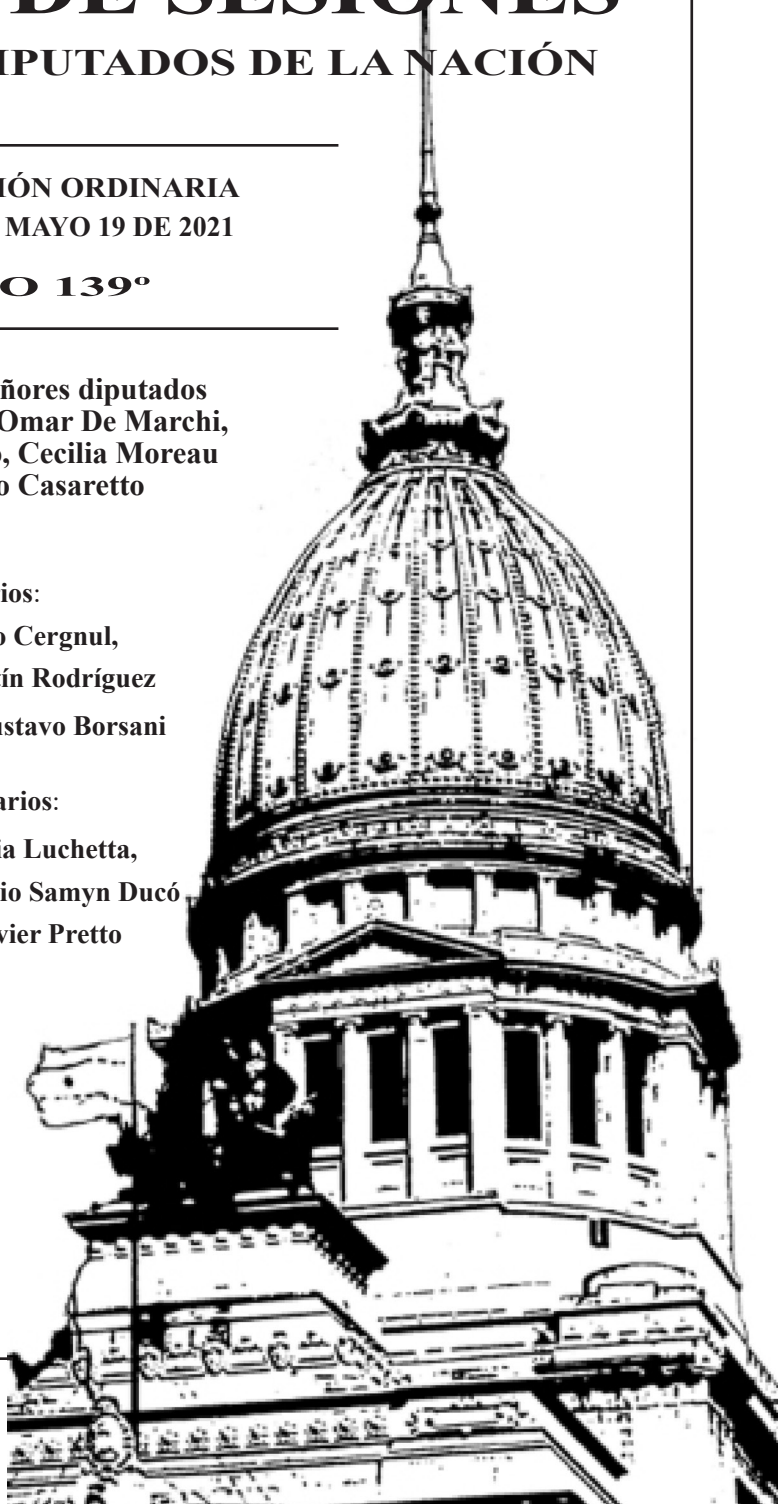 DE SESIONES
IPUTADOS DE LA NACIÓN
IÓN ORDINARIA
MAYO 19 DE 2021
O 139º
ñores diputados
Omar De Marchi,
o, Cecilia Moreau
o Casaretto
ios:
o Cergnul,
tín Rodríguez
ustavo Borsani
arios:
ia Luchetta,
io Samyn Ducó
vier Pretto